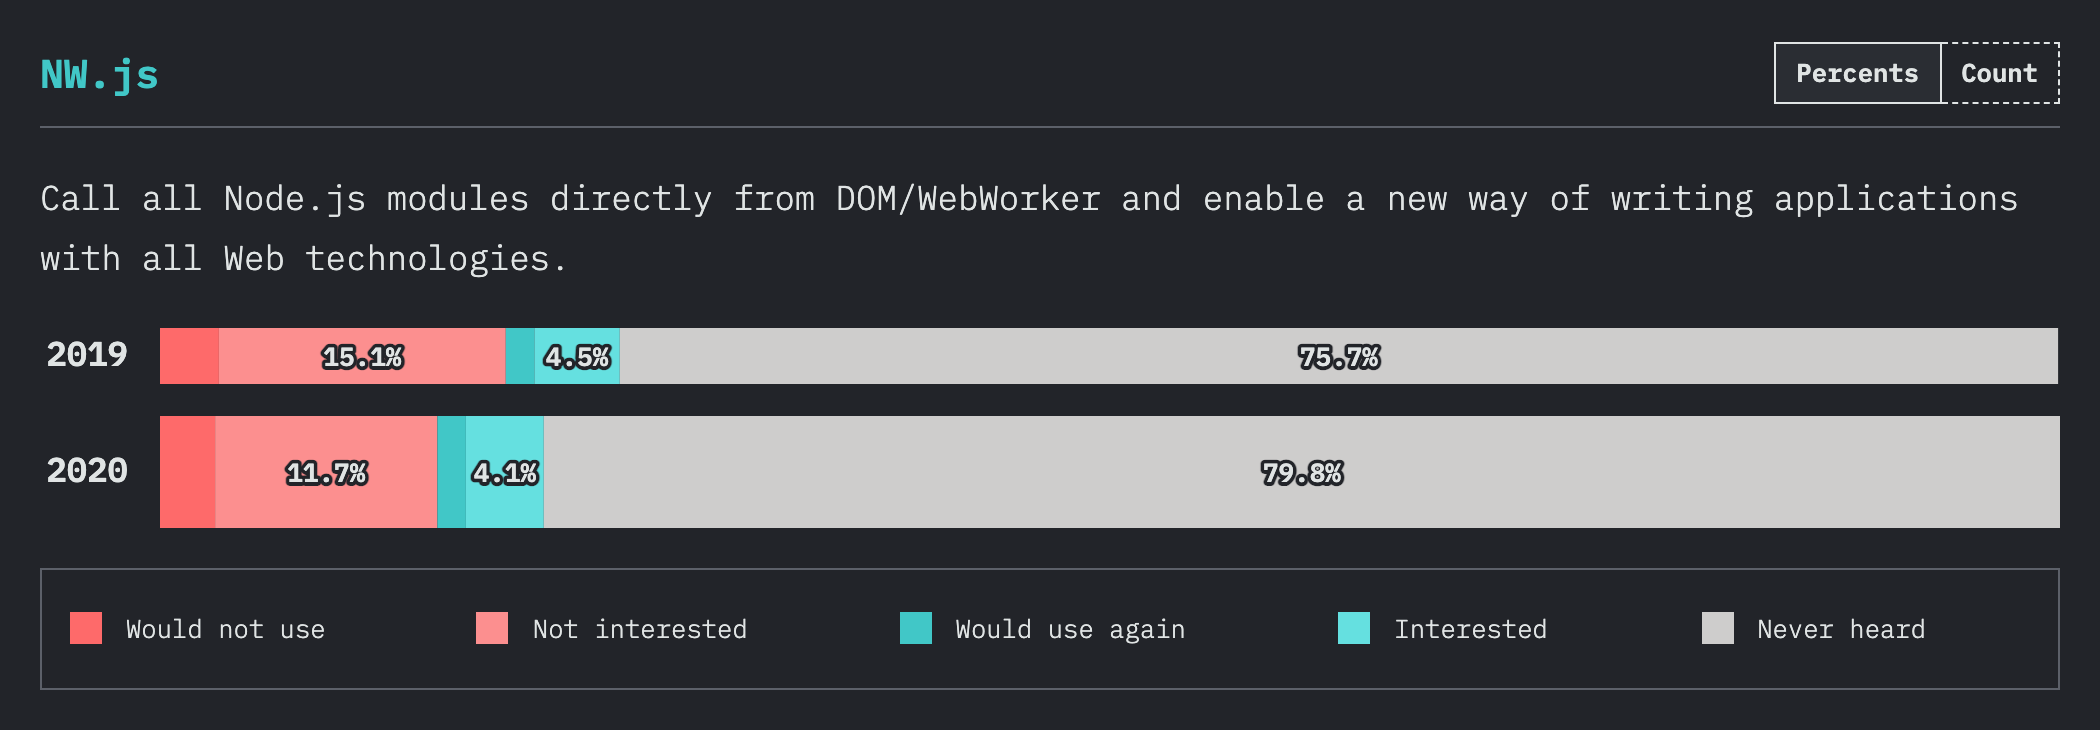 NW.js
Percents Count
Call all Node.js modules directly from DOM/WebWorker and enable a new way of writing applications
with all Web technologies.
2019 15.1% 4.5% 75.7%
2020 11.7% 4.1% 79.8%
Would not use Not interested Would use again Interested Never heard